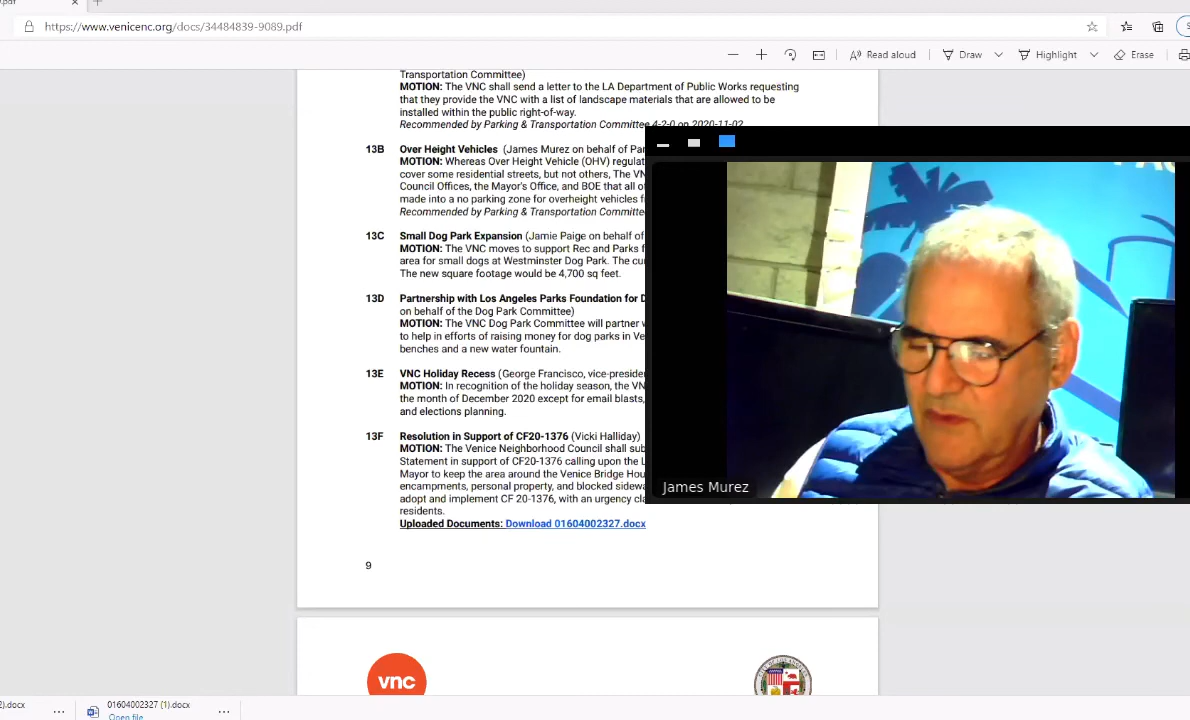 .pdf
https://www.venicenc.org/docs/34484839-9089.pdf
Read aloud
Draw
Highlight
Erase
Transportation Committee)
MOTION: The VNC shall send a letter to the LA Department of Public Works requesting
that they provide the VNC with a list of landscape materials that are allowed to be
installed within the public right-of-way.
Recommended by Parking & Transportation Committee 4-2-0 on 2020-11-02
13B Over Height Vehicles (James Murez on behalf of Par
MOTION: Whereas Over Height Vehicle (OHV) regulat
cover some residential streets, but not others, The VN
Council Offices, the Mayor's Office, and BOE that all of
made into a no parking zone for overheight vehicles f
Recommended by Parking & Transportation Committe
13C Small Dog Park Expansion (Jamie Paige on behalf of
MOTION: The VNC moves to support Rec and Parks f
area for small dogs at Westminster Dog Park. The cu
The new square footage would be 4,700 sq feet.
13D Partnership with Los Angeles Parks Foundation for D
on behalf of the Dog Park Committee)
MOTION: The VNC Dog Park Committee will partner w
to help in efforts of raising money for dog parks in Ve
benches and a new water fountain.
13E VNC Holiday Recess (George Francisco, vice-preside
MOTION: In recognition of the holiday season, the VN
the month of December 2020 except for email blasts,
and elections planning.
13F Resolution in Support of CF20-1376 (Vicki Halliday)
MOTION: The Venice Neighborhood Council shall sub
Statement in support of CF20-1376 calling upon the L
Mayor to keep the area around the Venice Bridge Hou
encampments, personal property, and blocked sidew
adopt and implement CF 20-1376, with an urgency cla
residents.
Uploaded Documents: Download 01604002327.docx
9
James Murez
vnc
2).docx
01604002327 (1).docx
Open file